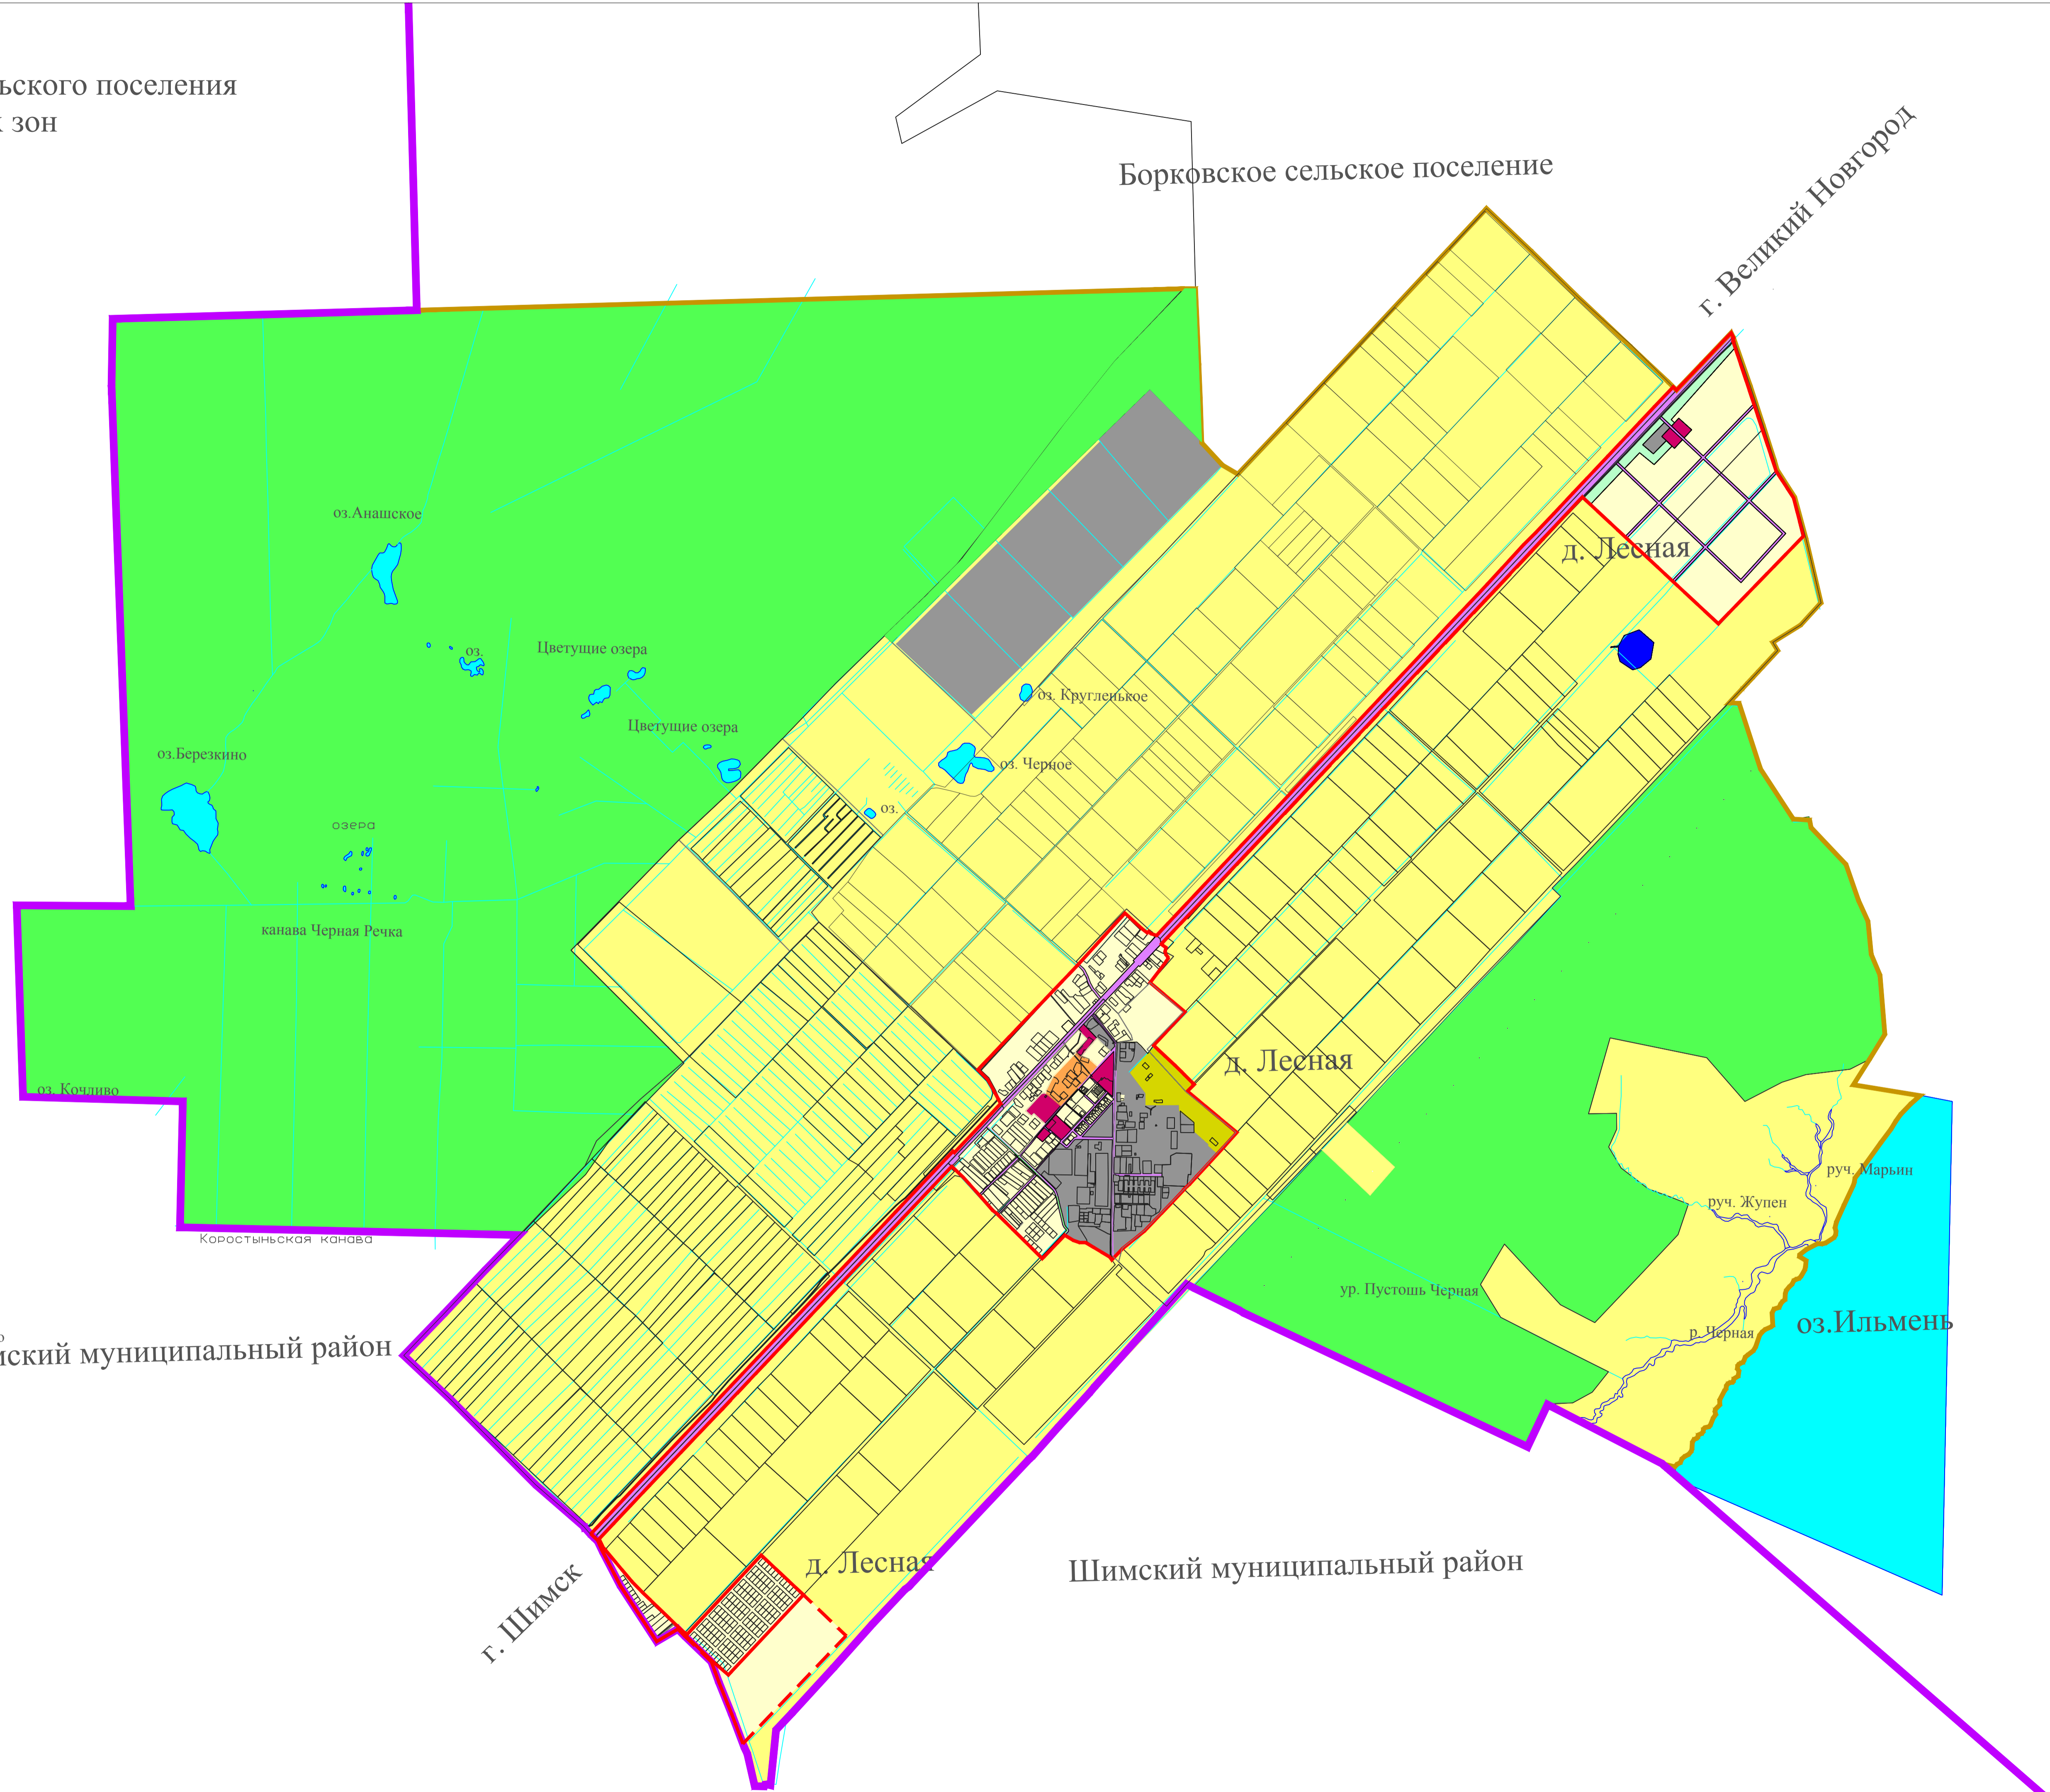 ьского поселения
зон
Борковское сельское поселение
г. Великий Новгород
оз.Анашское
д. Лесная
оз.
Цветущие озера
оз. Кругленькое
Цветущие озера
оз.Березкино
оз. Черное
оз.
озера
канава Черная Речка
д. Лесная
оз. Кочливо
руч. Марьин
руч. Жупен
Коростыньская канава
ур. Пустошь Черная
р. Черная
оз.Ильмень
мский муниципальный район
д. Лесная
Шимский муниципальный район
г. Шимск